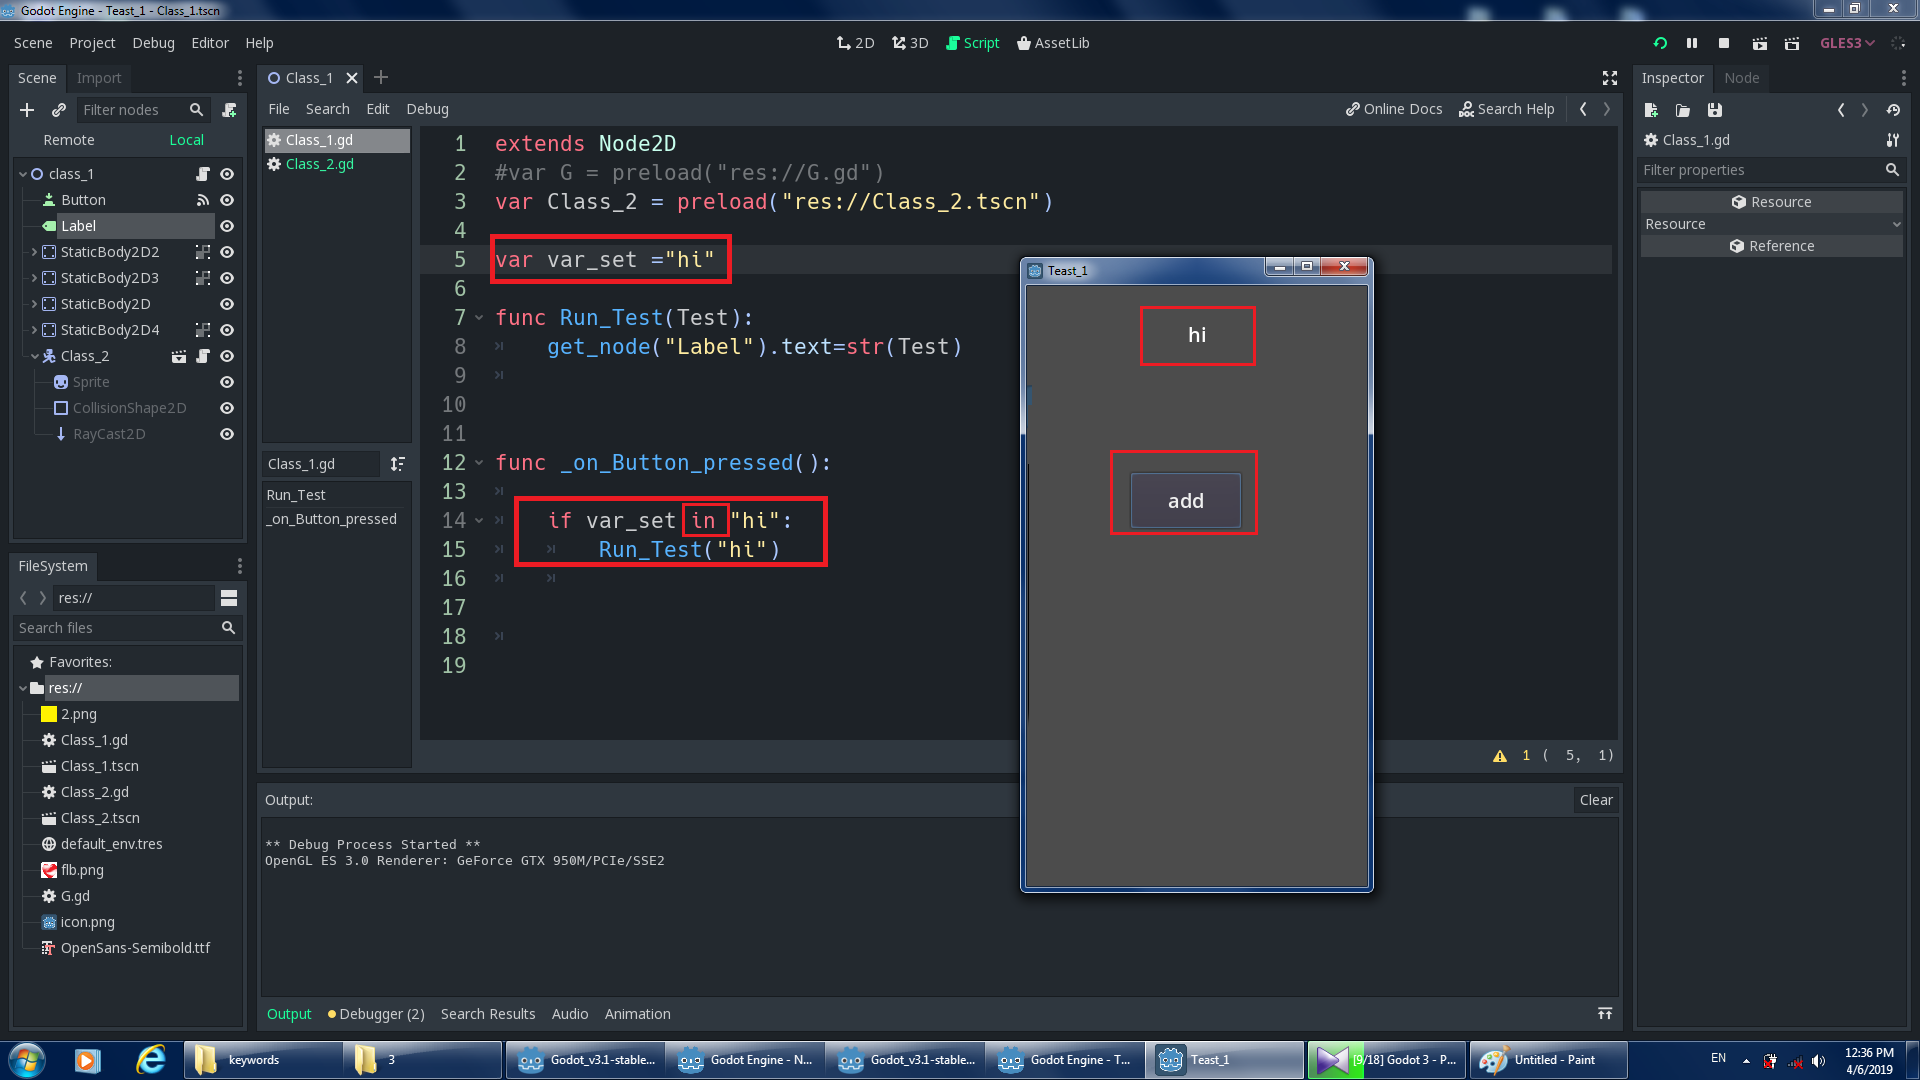 Godot Engine - Teast_1 - Class_1.tscn
Scene Project Debug Editor Help
2D 3D Script AssetLib
GLES3
Scene Import
Filter nodes
Remote Local
class_1
Button
Label
StaticBody2D2
StaticBody2D3
StaticBody2D
StaticBody2D4
Class_2
Sprite
CollisionShape2D
RayCast2D
FileSystem
res://
Search files
Favorites:
res://
2.png
Class_1.gd
Class_1.tscn
Class_2.gd
Class_2.tscn
default_env.tres
flb.png
G.gd
icon.png
OpenSans-Semibold.ttf
Class_1
File Search Edit Debug
Online Docs Search Help
Class_1.gd
Class_2.gd
Class_1.gd
Run_Test
_on_Button_pressed
1 extends Node2D
2 #var G = preload("res://G.gd")
3 var Class_2 = preload("res://Class_2.tscn")
4
5 var var_set ="hi"
6
7 func Run_Test(Test):
8 get_node("Label").text=str(Test)
9
10
11
12 func _on_Button_pressed():
13
14 if var_set in "hi":
15 Run_Test("hi")
16
17
18
19
1 ( 5, 1)
Teast_1
hi
add
Output:
Clear
** Debug Process Started **
OpenGL ES 3.0 Renderer: GeForce GTX 950M/PCIe/SSE2
Output Debugger (2) Search Results Audio Animation
Inspector Node
Class_1.gd
Filter properties
Resource
Resource
Reference
keywords
3
Godot_v3.1-stable...
Godot Engine - N...
Godot_v3.1-stable...
Godot Engine - T...
Teast_1
[9/18] Godot 3 - P...
Untitled - Paint
EN
12:36 PM
4/6/2019